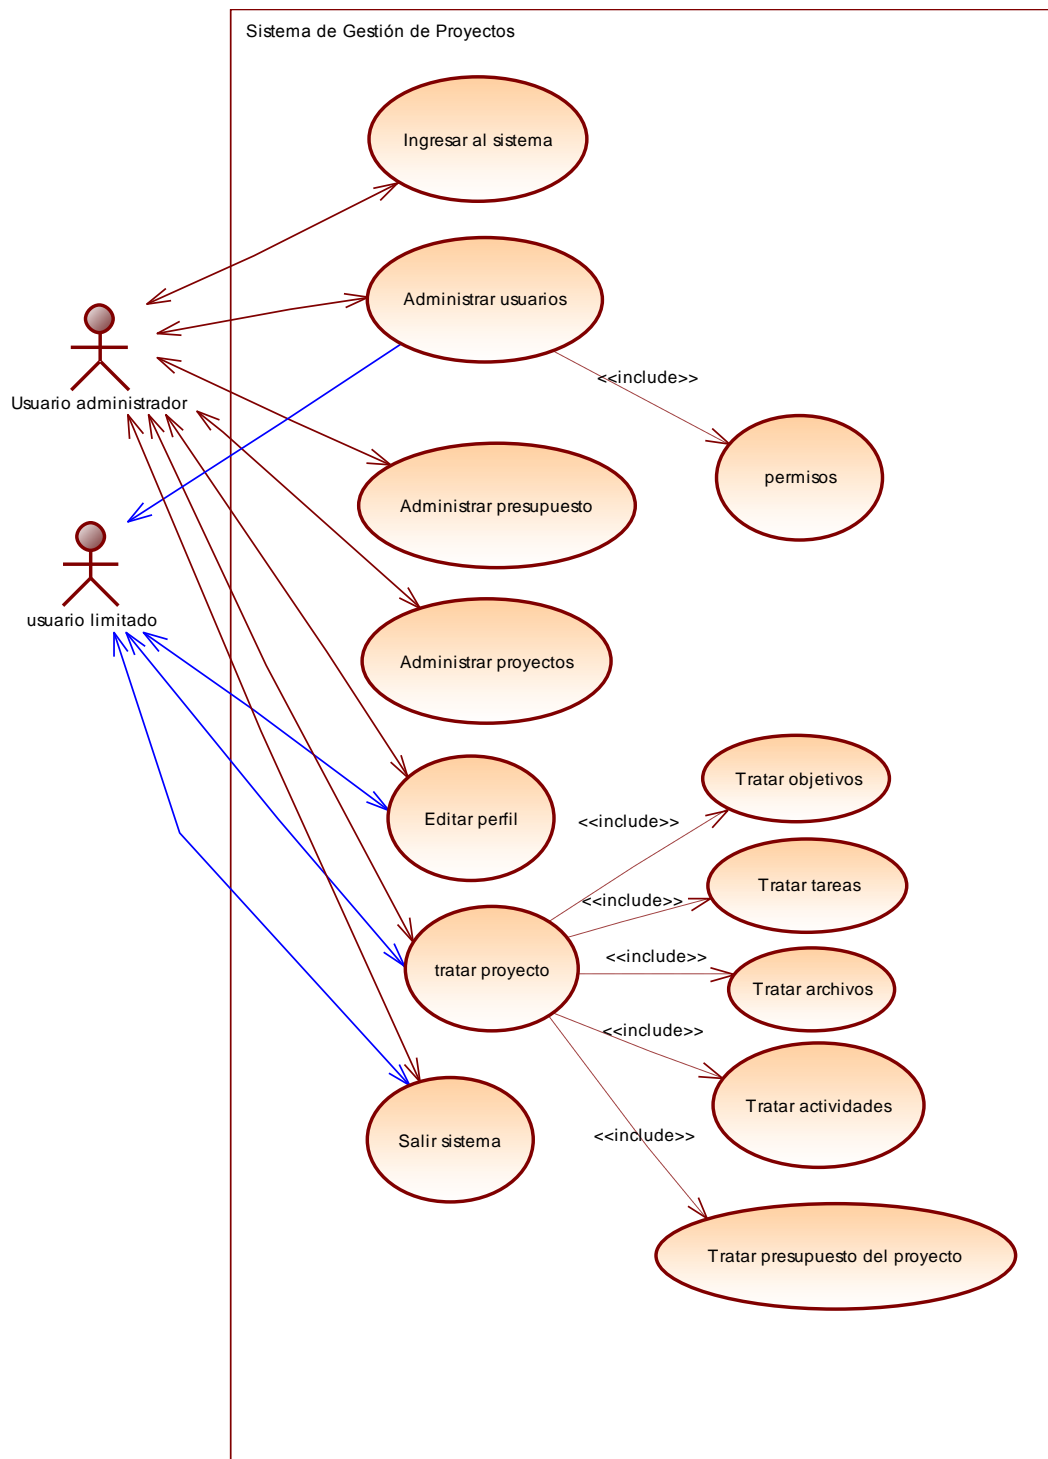 Sistema de Gestión de Proyectos
Ingresar al sistema
Administrar usuarios
<<include>>
Usuario administrador
permisos
Administrar presupuesto
usuario limitado
Administrar proyectos
Tratar objetivos
Editar perfil
<<include>>
Tratar tareas
<<include>>
tratar proyecto
<<include>>
Tratar archivos
<<include>>
Tratar actividades
<<include>>
Salir sistema
Tratar presupuesto del proyecto